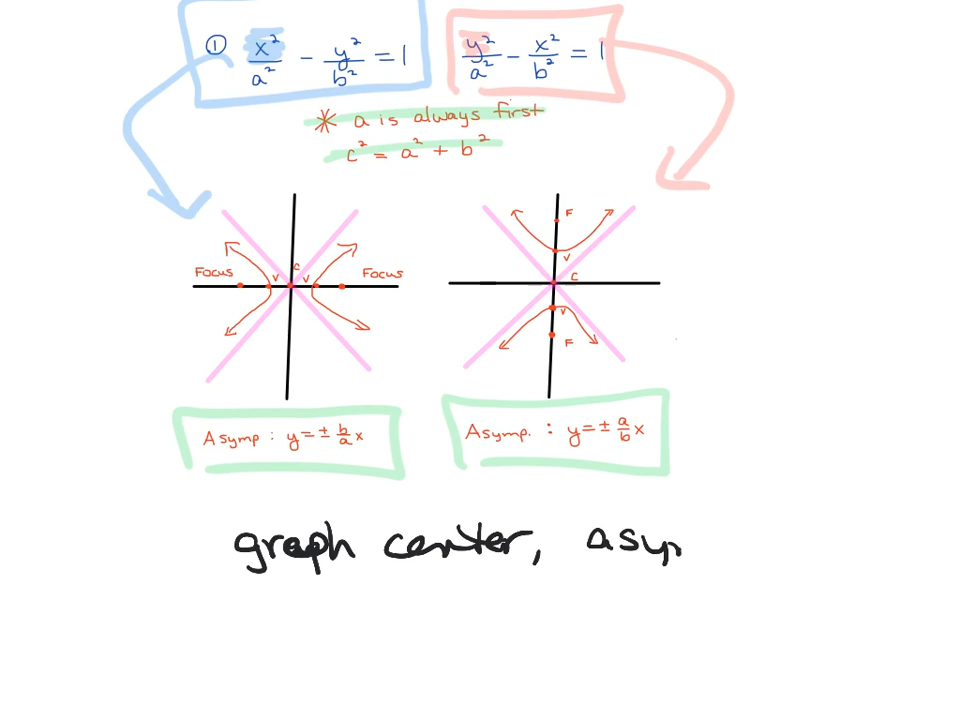 ① x²/a² - y²/b² = 1
y²/a² - x²/b² = 1
* a is always first
c² = a² + b²
Focus V C V Focus
F
V
C
V
F
Asymp : y = ± b/a x
Asymp. : y = ± a/b x
graph center, asyp